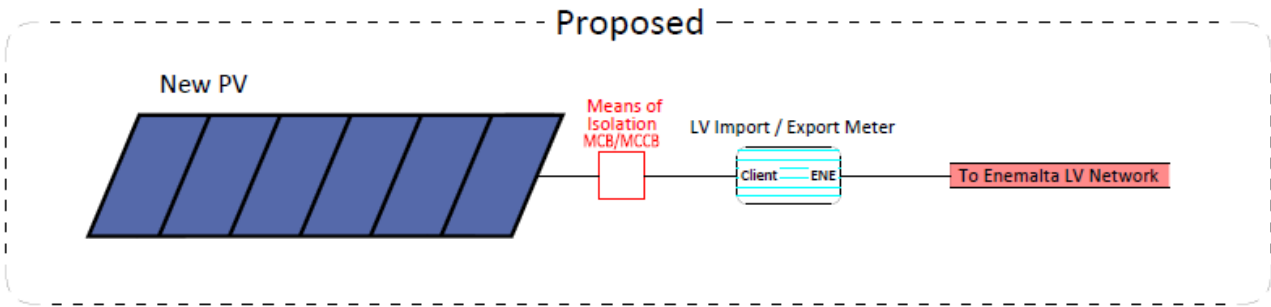 Proposed
New PV
Means of
Isolation
MCB/MCCB
LV Import / Export Meter
Client
ENE
To Enemalta LV Network